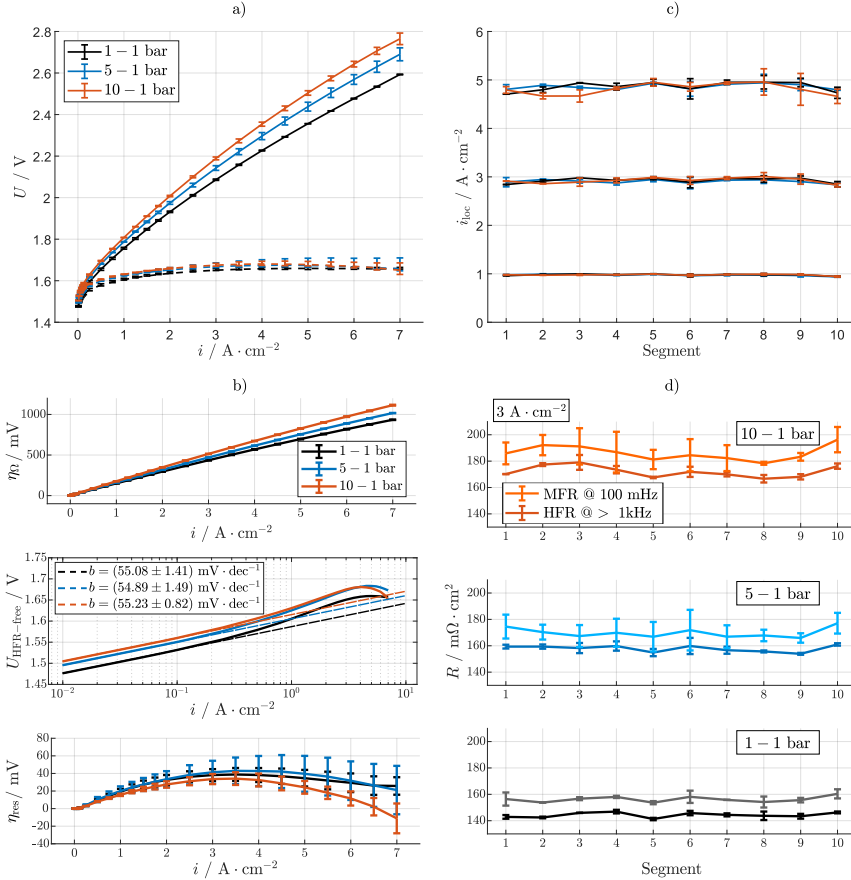 a)
2.8
2.6
2.4
2.2
2
1.8
1.6
1.4
U / V
1 − 1 bar
5 − 1 bar
10 − 1 bar
0 1 2 3 4 5 6 7
i / A · cm⁻²
c)
6
5
4
3
2
1
0
i_loc / A · cm⁻²
1 2 3 4 5 6 7 8 9 10
Segment
b)
1000
500
0
η_Ω / mV
1 − 1 bar
5 − 1 bar
10 − 1 bar
0 1 2 3 4 5 6 7
i / A · cm⁻²
1.75
1.7
1.65
1.6
1.55
1.5
1.45
U_HFR−free / V
b = (55.08 ± 1.41) mV · dec⁻¹
b = (54.89 ± 1.49) mV · dec⁻¹
b = (55.23 ± 0.82) mV · dec⁻¹
10⁻² 10⁻¹ 10⁰ 10¹
i / A · cm⁻²
80
60
40
20
0
-20
-40
η_res / mV
0 1 2 3 4 5 6 7
i / A · cm⁻²
d)
3 A · cm⁻²
10 − 1 bar
200
180
160
140
MFR @ 100 mHz
HFR @ > 1kHz
1 2 3 4 5 6 7 8 9 10
5 − 1 bar
200
180
160
140
R / mΩ · cm²
1 2 3 4 5 6 7 8 9 10
1 − 1 bar
200
180
160
140
1 2 3 4 5 6 7 8 9 10
Segment